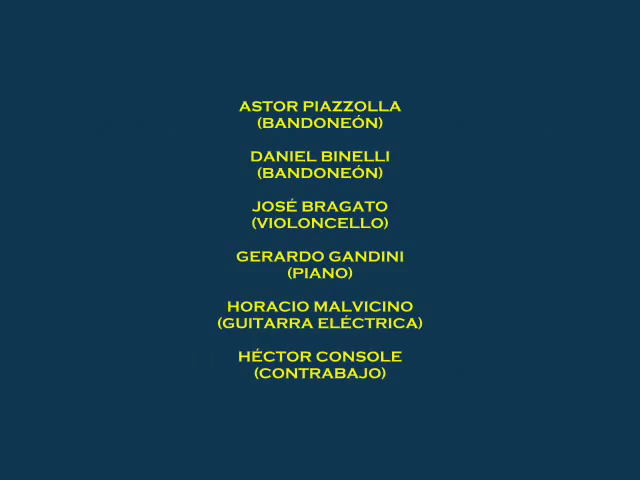 ASTOR PIAZZOLLA
(BANDONEÓN)
DANIEL BINELLI
(BANDONEÓN)
JOSÉ BRAGATO
(VIOLONCELLO)
GERARDO GANDINI
(PIANO)
HORACIO MALVICINO
(GUITARRA ELÉCTRICA)
HÉCTOR CONSOLE
(CONTRABAJO)